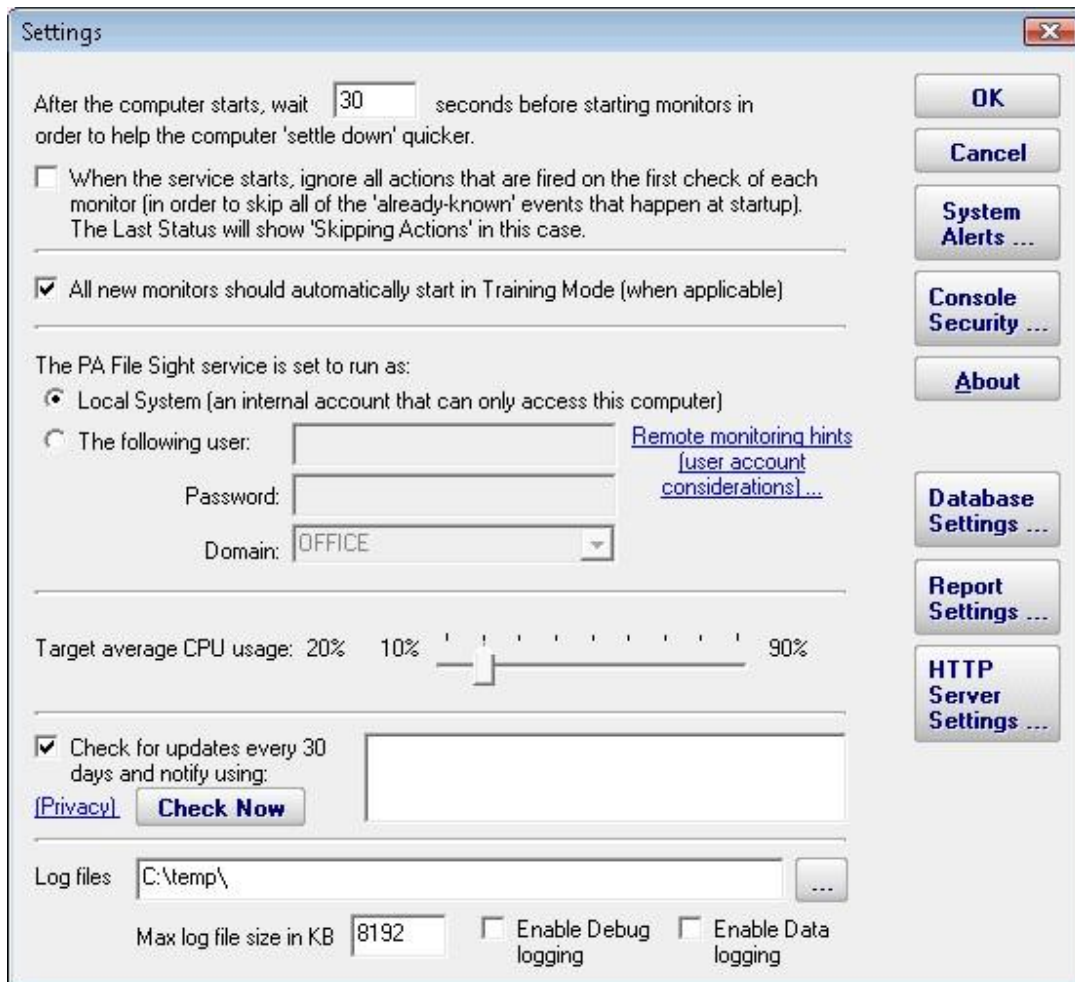 Settings
After the computer starts, wait 30 seconds before starting monitors in
order to help the computer 'settle down' quicker.
When the service starts, ignore all actions that are fired on the first check of each
monitor (in order to skip all of the 'already-known' events that happen at startup).
The Last Status will show 'Skipping Actions' in this case.
All new monitors should automatically start in Training Mode (when applicable)
The PA File Sight service is set to run as:
Local System (an internal account that can only access this computer)
The following user:
Remote monitoring hints
(user account
considerations) ...
Password:
Domain: OFFICE
Target average CPU usage: 20% 10% 90%
Check for updates every 30
days and notify using:
(Privacy) Check Now
Log files C:\temp\ ...
Max log file size in KB 8192
Enable Debug
logging
Enable Data
logging
OK
Cancel
System
Alerts ...
Console
Security ...
About
Database
Settings ...
Report
Settings ...
HTTP
Server
Settings ...